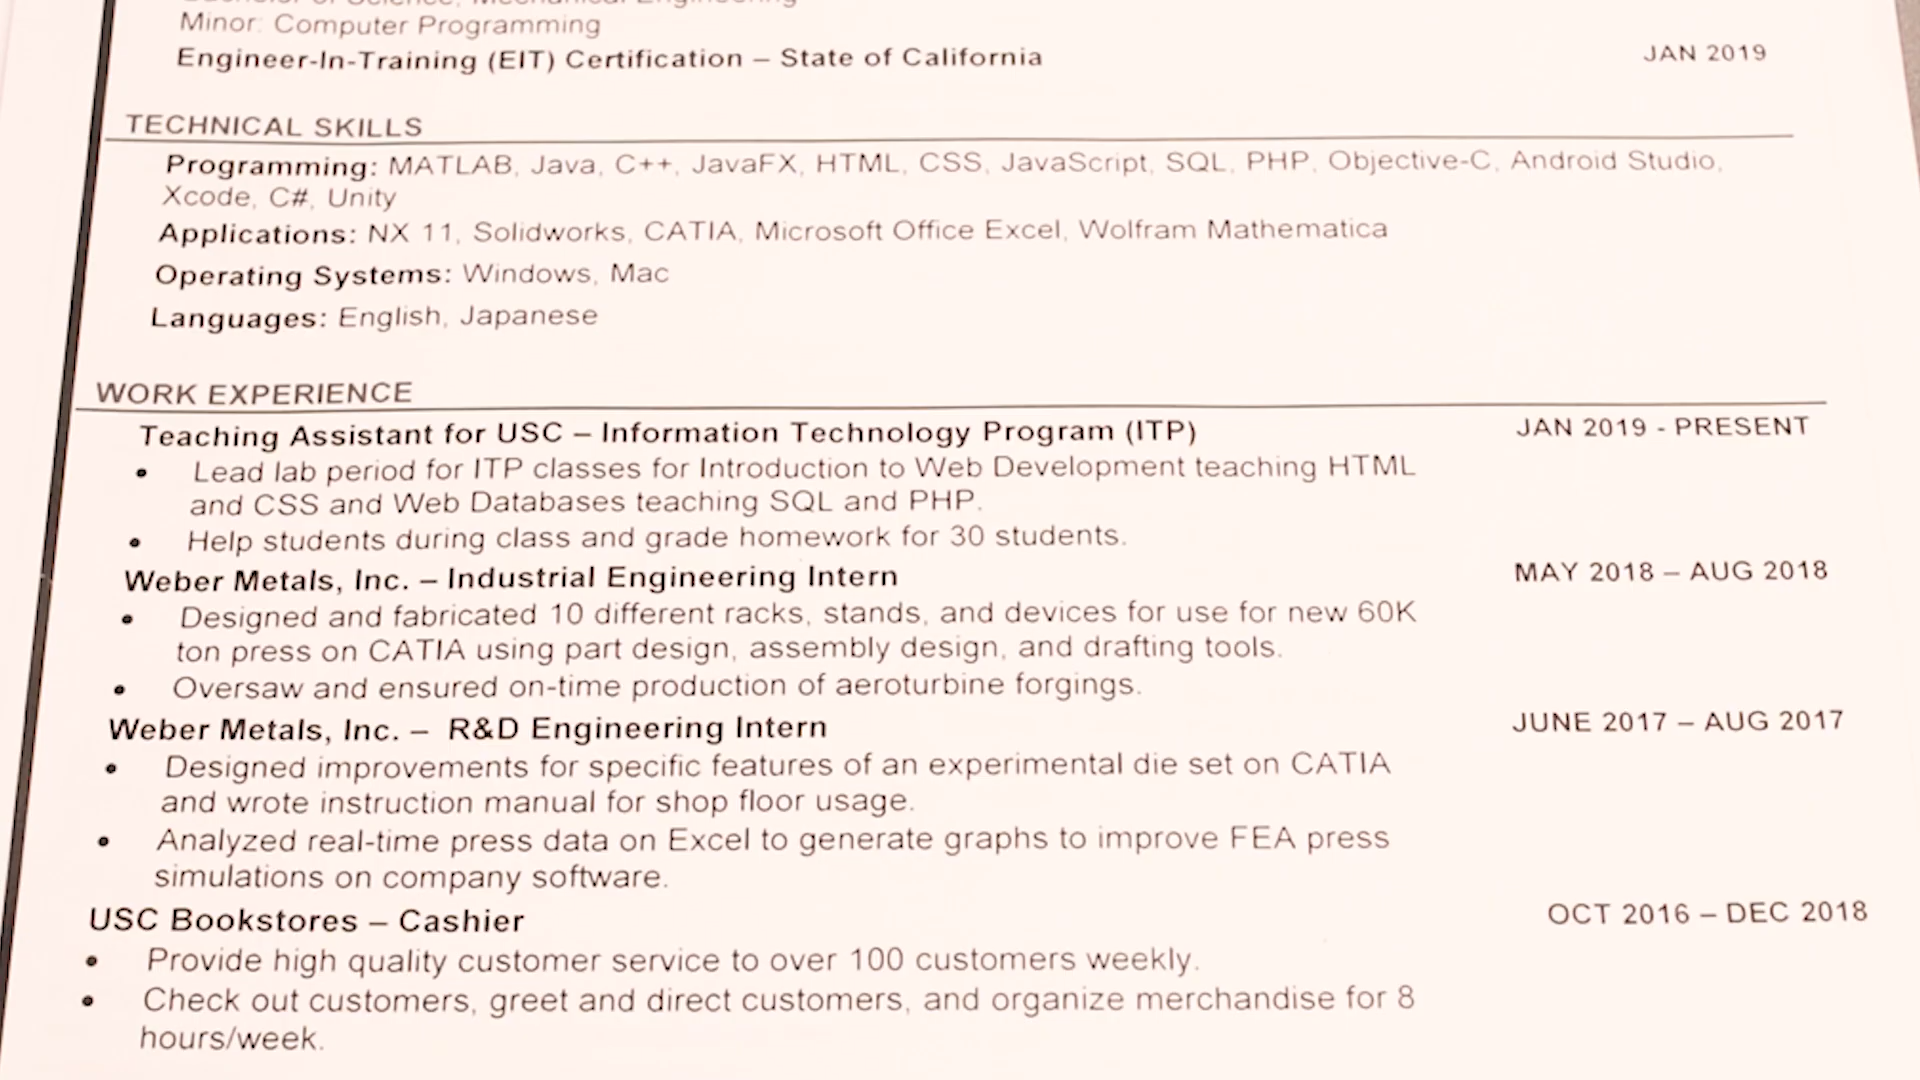 Bachelor of Science, Mechanical Engineering
Minor: Computer Programming
Engineer-In-Training (EIT) Certification – State of California JAN 2019
TECHNICAL SKILLS
Programming: MATLAB, Java, C++, JavaFX, HTML, CSS, JavaScript, SQL, PHP, Objective-C, Android Studio,
Xcode, C#, Unity
Applications: NX 11, Solidworks, CATIA, Microsoft Office Excel, Wolfram Mathematica
Operating Systems: Windows, Mac
Languages: English, Japanese
WORK EXPERIENCE
Teaching Assistant for USC – Information Technology Program (ITP) JAN 2019 - PRESENT
• Lead lab period for ITP classes for Introduction to Web Development teaching HTML
and CSS and Web Databases teaching SQL and PHP.
• Help students during class and grade homework for 30 students.
Weber Metals, Inc. – Industrial Engineering Intern MAY 2018 – AUG 2018
• Designed and fabricated 10 different racks, stands, and devices for use for new 60K
ton press on CATIA using part design, assembly design, and drafting tools.
• Oversaw and ensured on-time production of aeroturbine forgings.
Weber Metals, Inc. – R&D Engineering Intern JUNE 2017 – AUG 2017
• Designed improvements for specific features of an experimental die set on CATIA
and wrote instruction manual for shop floor usage.
• Analyzed real-time press data on Excel to generate graphs to improve FEA press
simulations on company software.
USC Bookstores – Cashier OCT 2016 – DEC 2018
• Provide high quality customer service to over 100 customers weekly.
• Check out customers, greet and direct customers, and organize merchandise for 8
hours/week.